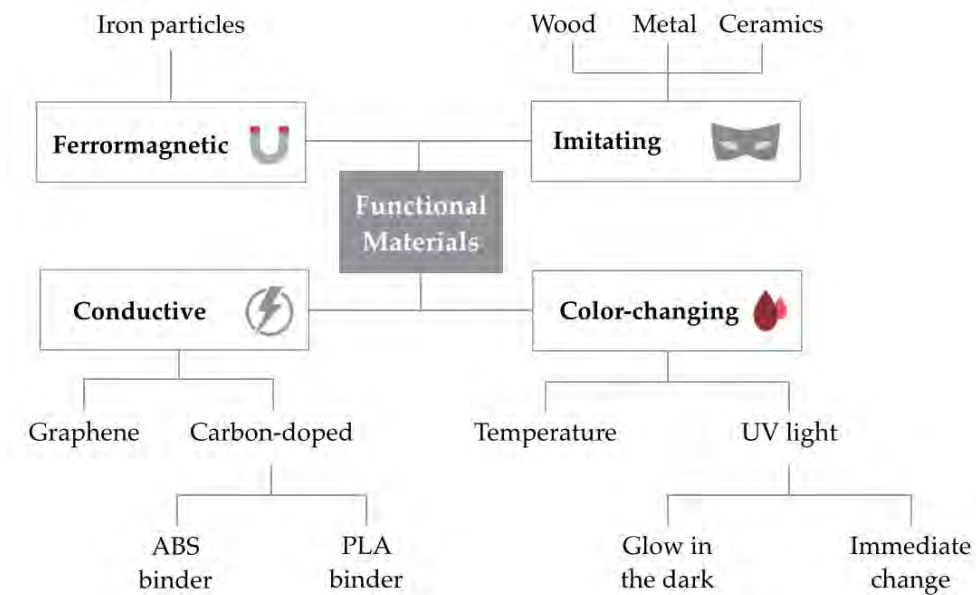 Iron particles
Wood Metal Ceramics
Ferrormagnetic
Imitating
Functional
Materials
Conductive
Color-changing
Graphene
Carbon-doped
Temperature
UV light
ABS
binder
PLA
binder
Glow in
the dark
Immediate
change